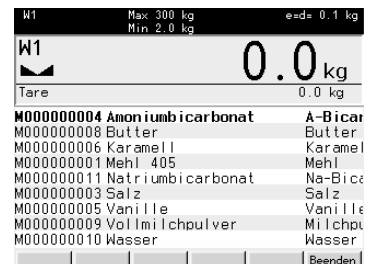 W1 Max 300 kg e=d= 0.1 kg
Min 2.0 kg
W1
0.0 kg
Tare 0.0 kg
M000000004 Amoniumbicarbonat A-Bicar
M000000008 Butter Butter
M000000006 Karamell Karamel
M000000001 Mehl 405 Mehl
M000000011 Natriumbicarbonat Na-Bica
M000000003 Salz Salz
M000000005 Vanille Vanille
M000000009 Vollmilchpulver Milchpu
M000000010 Wasser Wasser
Beenden